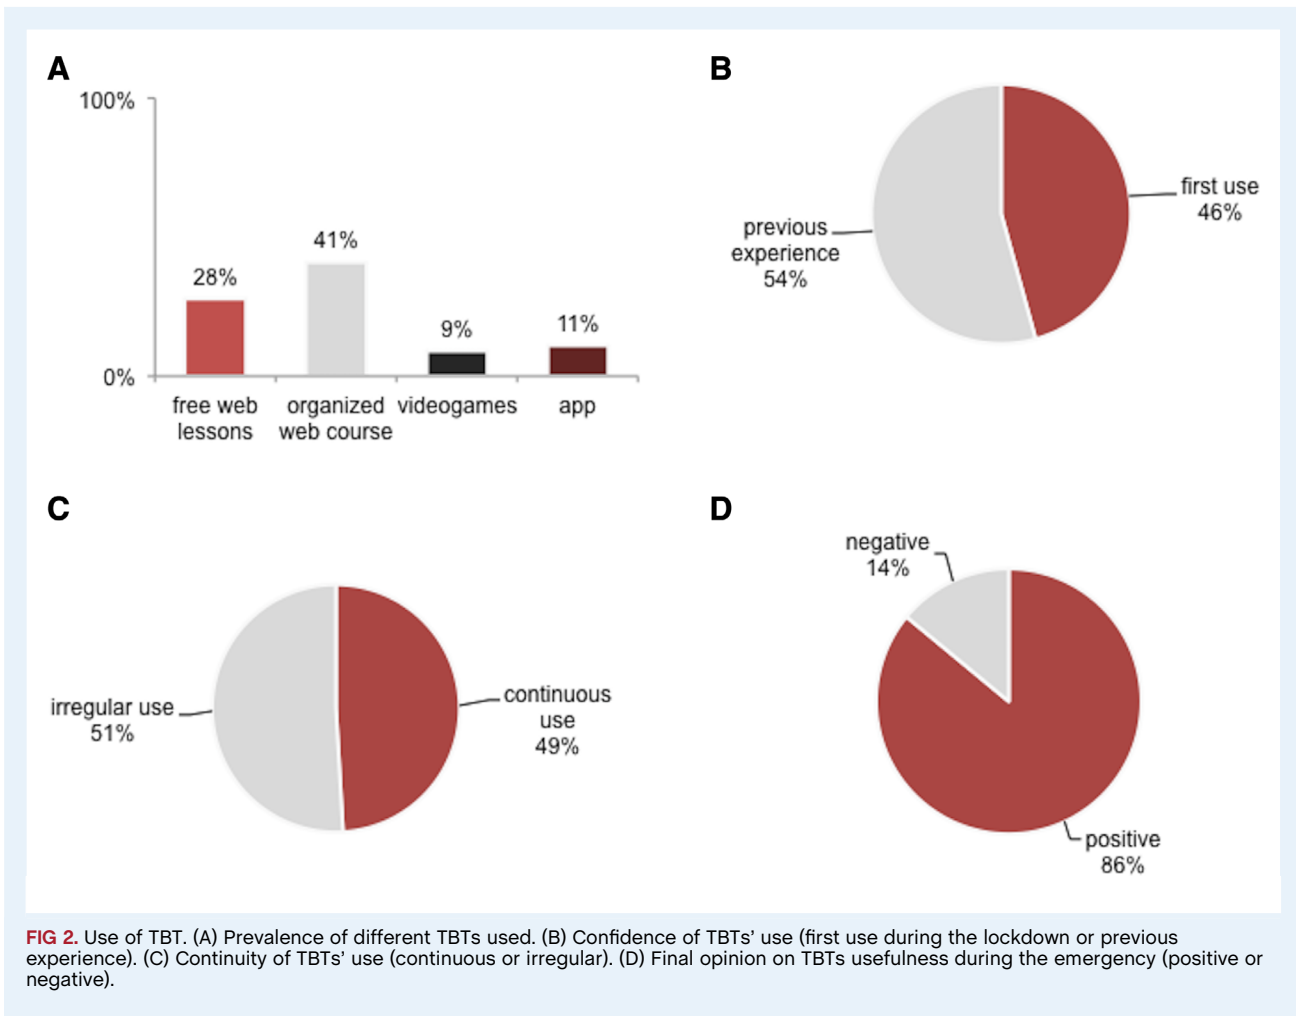 A
100%
0%
28%
41%
9%
11%
free web
lessons
organized
web course
videogames
app
B
first use
46%
previous
experience
54%
C
irregular use
51%
continuous
use
49%
D
negative
14%
positive
86%
FIG 2. Use of TBT. (A) Prevalence of different TBTs used. (B) Confidence of TBTs’ use (first use during the lockdown or previous
experience). (C) Continuity of TBTs’ use (continuous or irregular). (D) Final opinion on TBTs usefulness during the emergency (positive or
negative).